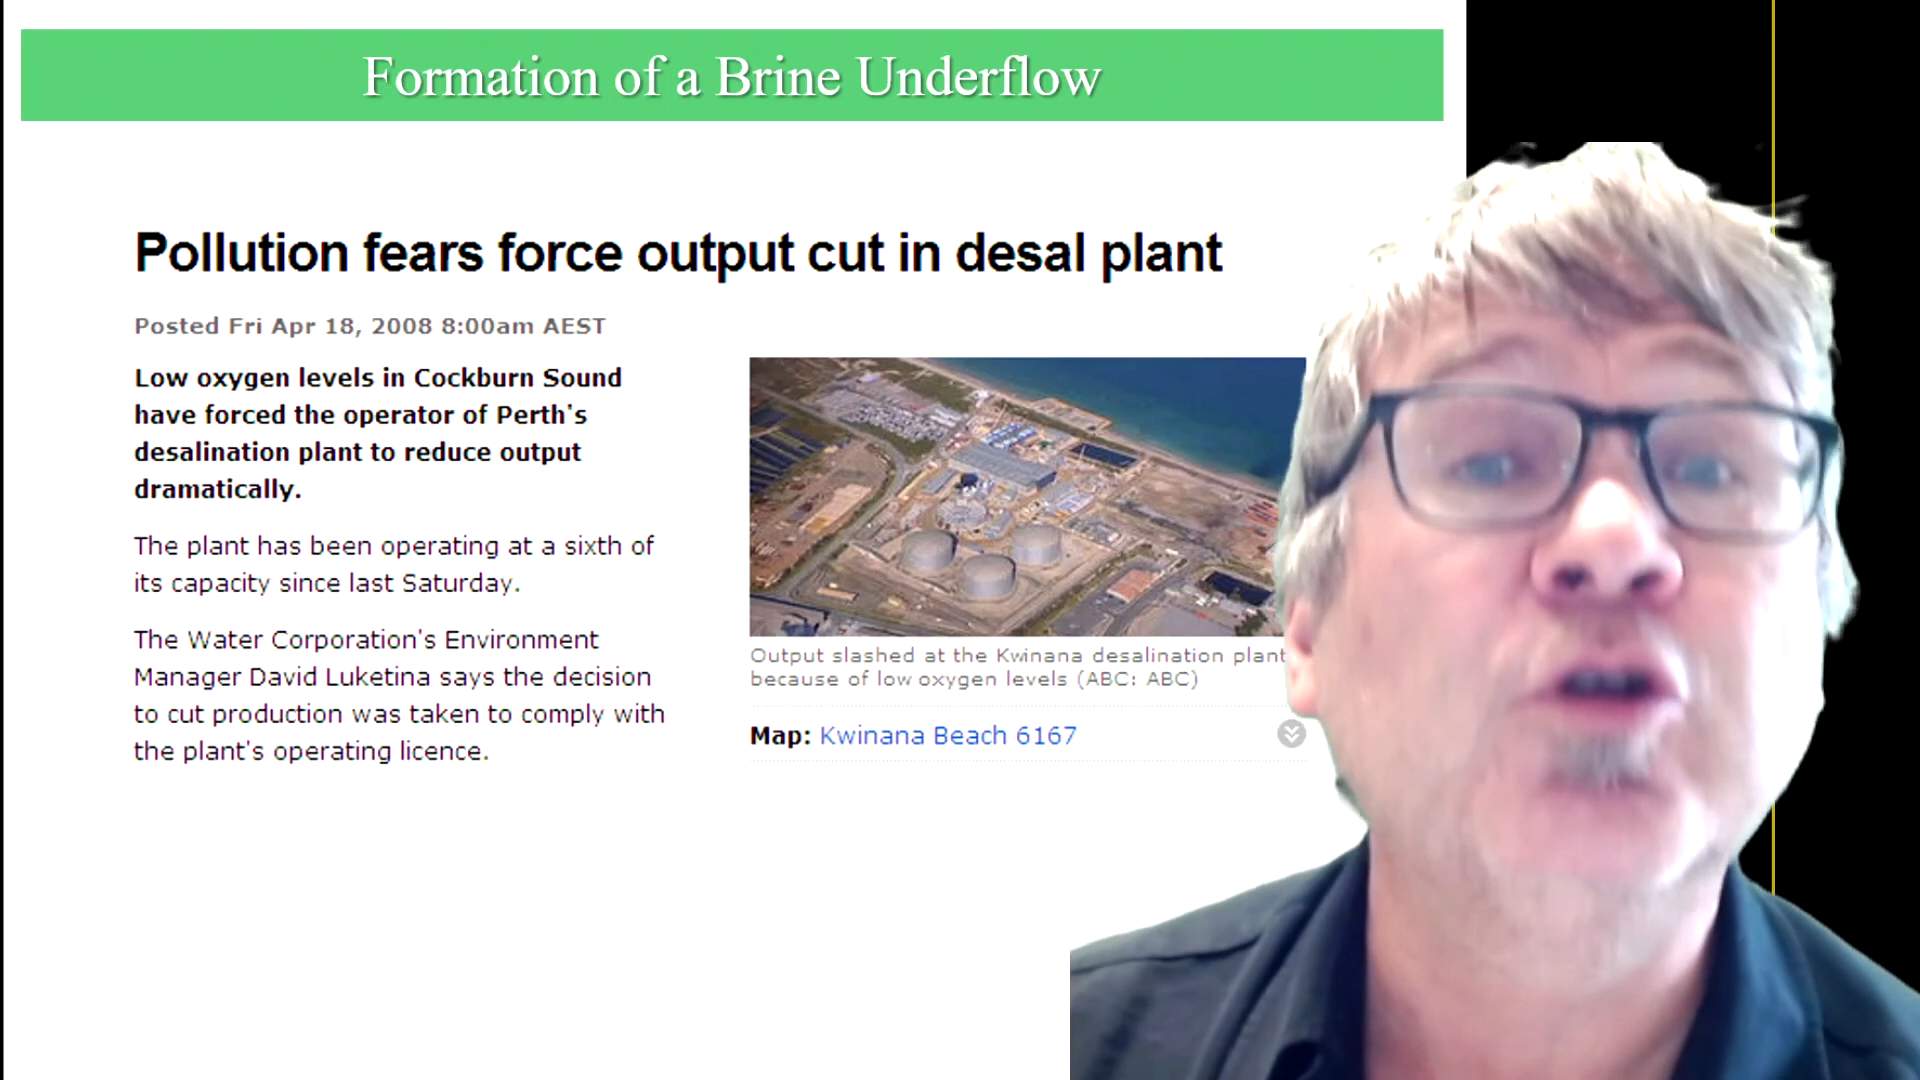 Formation of a Brine Underflow
Pollution fears force output cut in desal plant
Posted Fri Apr 18, 2008 8:00am AEST
Low oxygen levels in Cockburn Sound
have forced the operator of Perth's
desalination plant to reduce output
dramatically.
The plant has been operating at a sixth of
its capacity since last Saturday.
The Water Corporation's Environment
Manager David Luketina says the decision
to cut production was taken to comply with
the plant's operating licence.
Output slashed at the Kwinana desalination plant
because of low oxygen levels (ABC: ABC)
Map: Kwinana Beach 6167